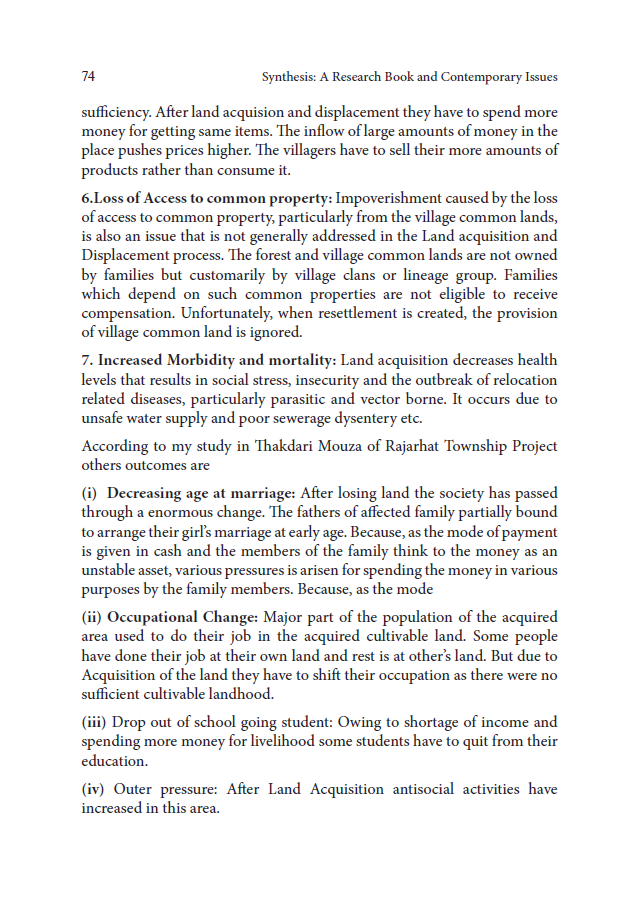 74 Synthesis: A Research Book and Contemporary Issues
sufficiency. After land acquision and displacement they have to spend more
money for getting same items. The inflow of large amounts of money in the
place pushes prices higher. The villagers have to sell their more amounts of
products rather than consume it.
6.Loss of Access to common property: Impoverishment caused by the loss
of access to common property, particularly from the village common lands,
is also an issue that is not generally addressed in the Land acquisition and
Displacement process. The forest and village common lands are not owned
by families but customarily by village clans or lineage group. Families
which depend on such common properties are not eligible to receive
compensation. Unfortunately, when resettlement is created, the provision
of village common land is ignored.
7. Increased Morbidity and mortality: Land acquisition decreases health
levels that results in social stress, insecurity and the outbreak of relocation
related diseases, particularly parasitic and vector borne. It occurs due to
unsafe water supply and poor sewerage dysentery etc.
According to my study in Thakdari Mouza of Rajarhat Township Project
others outcomes are
(i) Decreasing age at marriage: After losing land the society has passed
through a enormous change. The fathers of affected family partially bound
to arrange their girl's marriage at early age. Because, as the mode of payment
is given in cash and the members of the family think to the money as an
unstable asset, various pressures is arisen for spending the money in various
purposes by the family members. Because, as the mode
(ii) Occupational Change: Major part of the population of the acquired
area used to do their job in the acquired cultivable land. Some people
have done their job at their own land and rest is at other's land. But due to
Acquisition of the land they have to shift their occupation as there were no
sufficient cultivable landhood.
(iii) Drop out of school going student: Owing to shortage of income and
spending more money for livelihood some students have to quit from their
education.
(iv) Outer pressure: After Land Acquisition antisocial activities have
increased in this area.